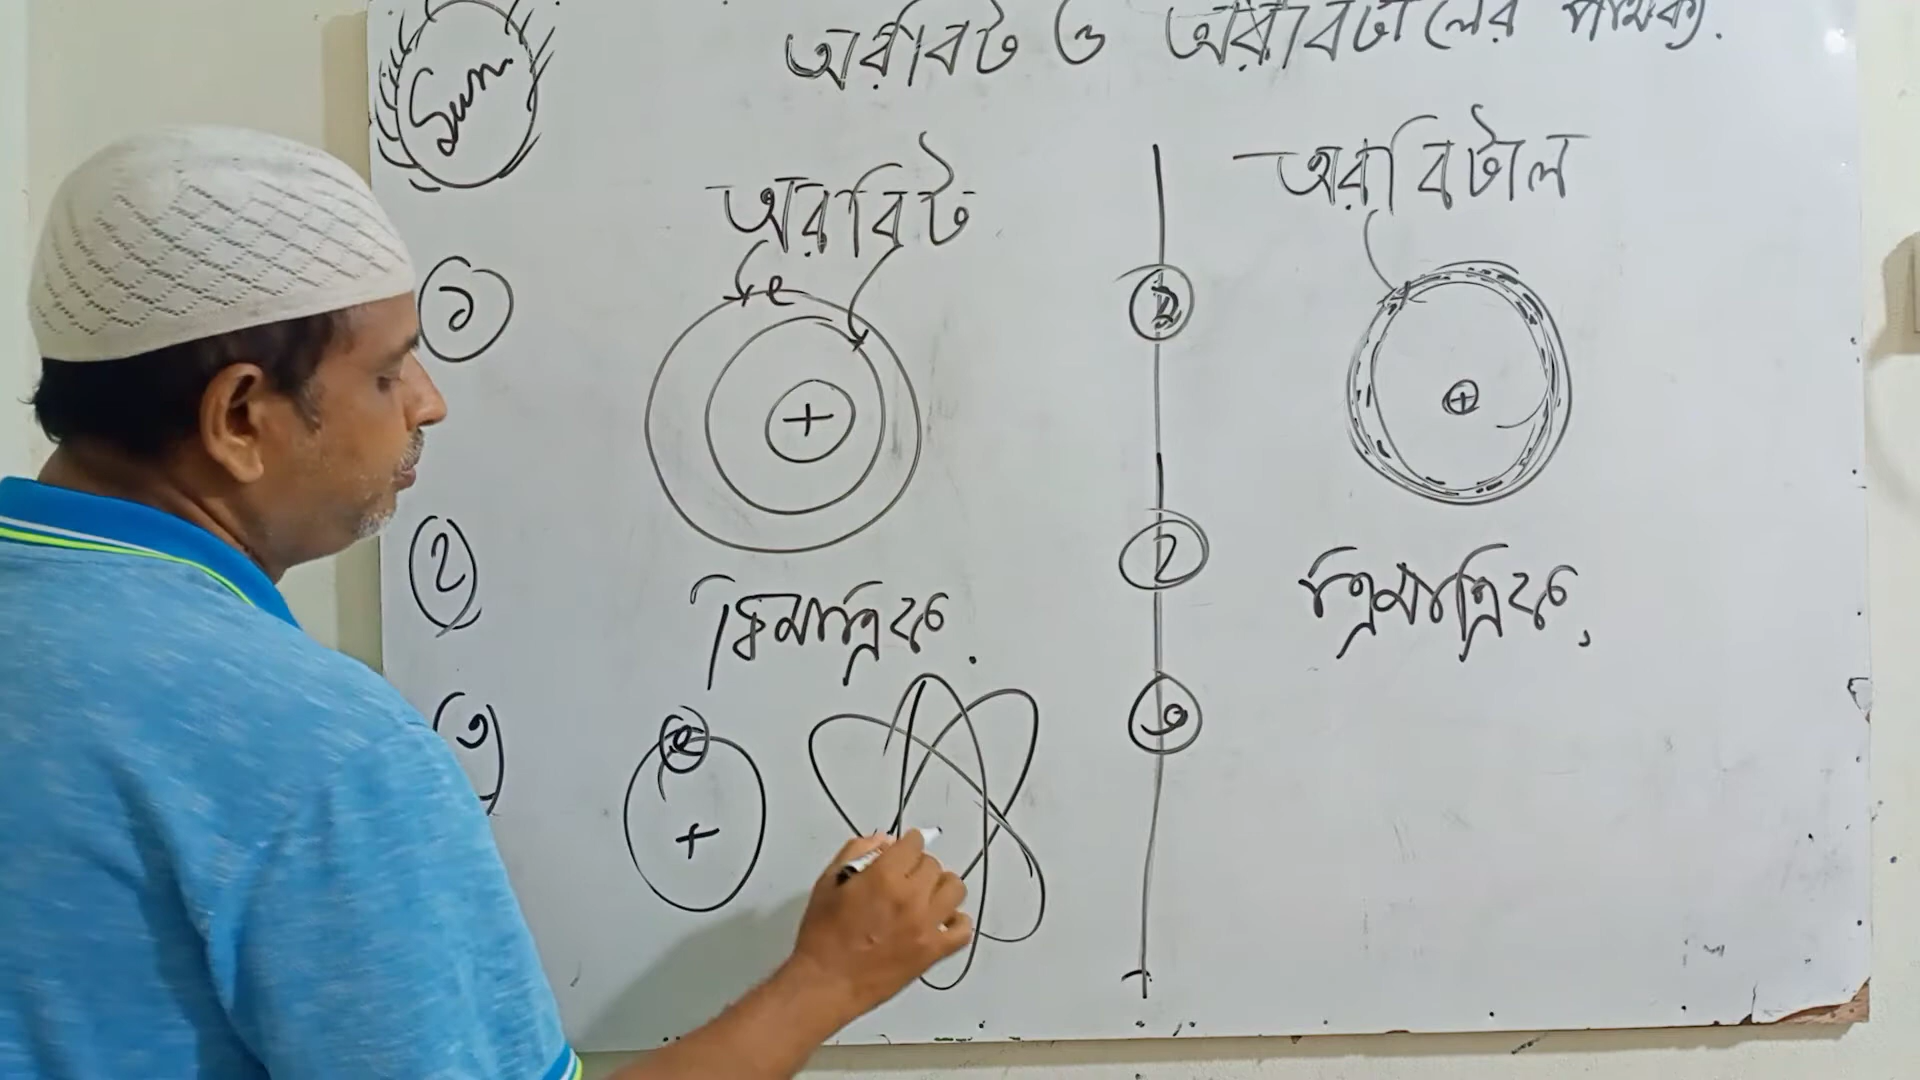 Sun
অরবিট ও অরবিটালের পার্থক্য.
অরবিট
অরবিটাল
১
e
+
১
+
২
দ্বিমাত্রিক.
২
ত্রিমাত্রিক,
৩
e
+
৩